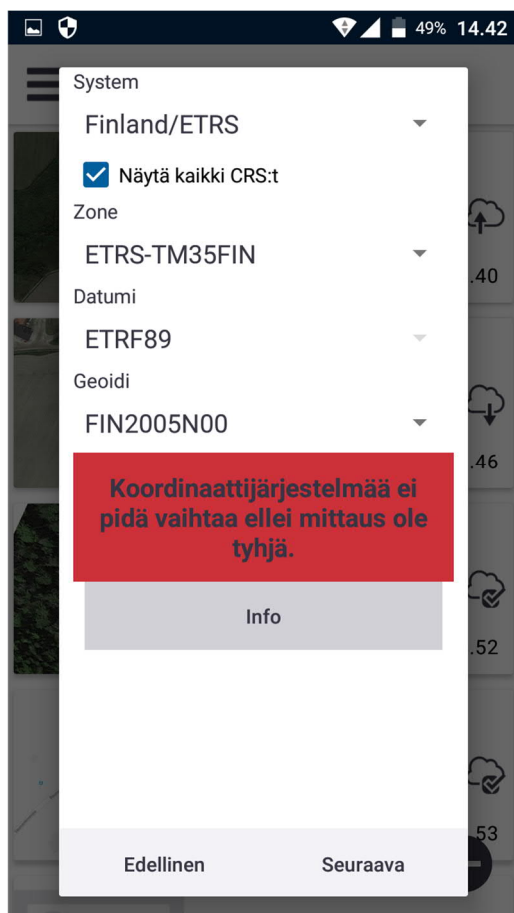 49% 14.42
System
Finland/ETRS
Näytä kaikki CRS:t
Zone
ETRS-TM35FIN
.40
Datumi
ETRF89
Geoidi
FIN2005N00
.46
Koordinaattijärjestelmää ei
pidä vaihtaa ellei mittaus ole
tyhjä.
Info
.52
.53
Edellinen Seuraava